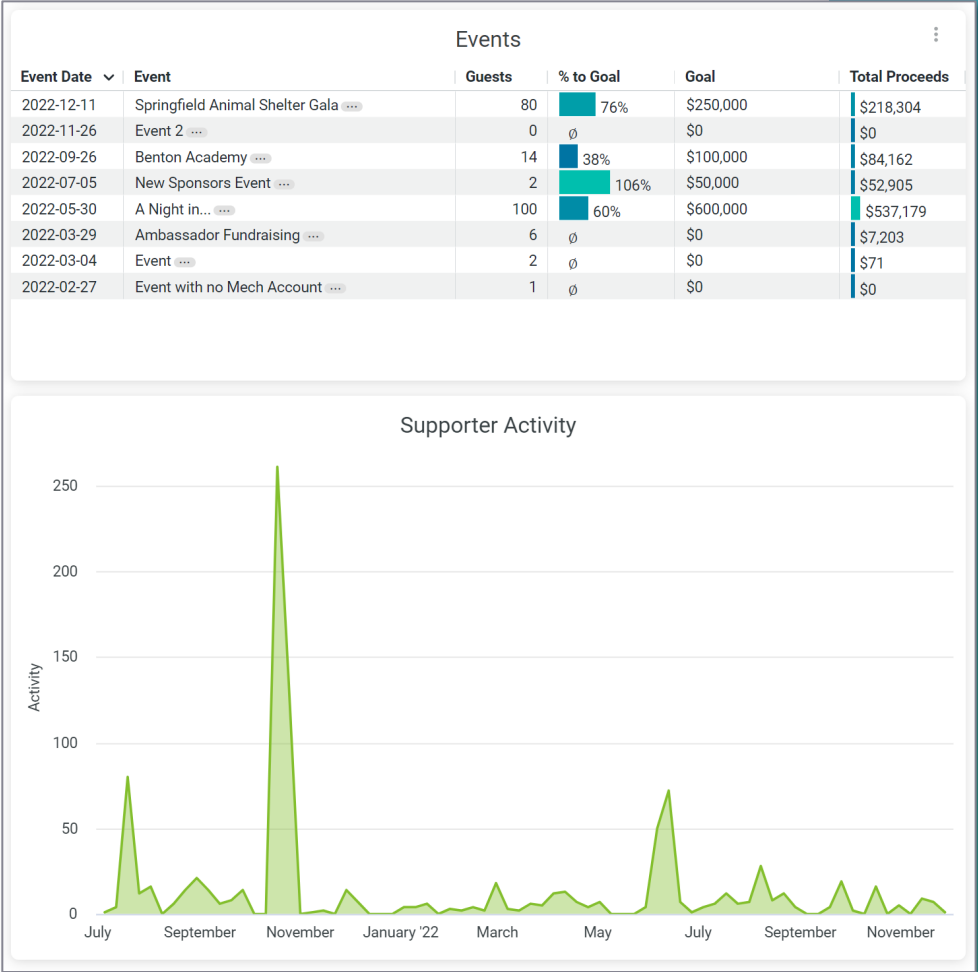 Events
Event Date Event Guests % to Goal Goal Total Proceeds
2022-12-11 Springfield Animal Shelter Gala ... 80 76% $250,000 $218,304
2022-11-26 Event 2 ... 0 Ø $0 $0
2022-09-26 Benton Academy ... 14 38% $100,000 $84,162
2022-07-05 New Sponsors Event ... 2 106% $50,000 $52,905
2022-05-30 A Night in... ... 100 60% $600,000 $537,179
2022-03-29 Ambassador Fundraising ... 6 Ø $0 $7,203
2022-03-04 Event ... 2 Ø $0 $71
2022-02-27 Event with no Mech Account ... 1 Ø $0 $0
Supporter Activity
250
200
150
100
50
0
Activity
July September November January '22 March May July September November